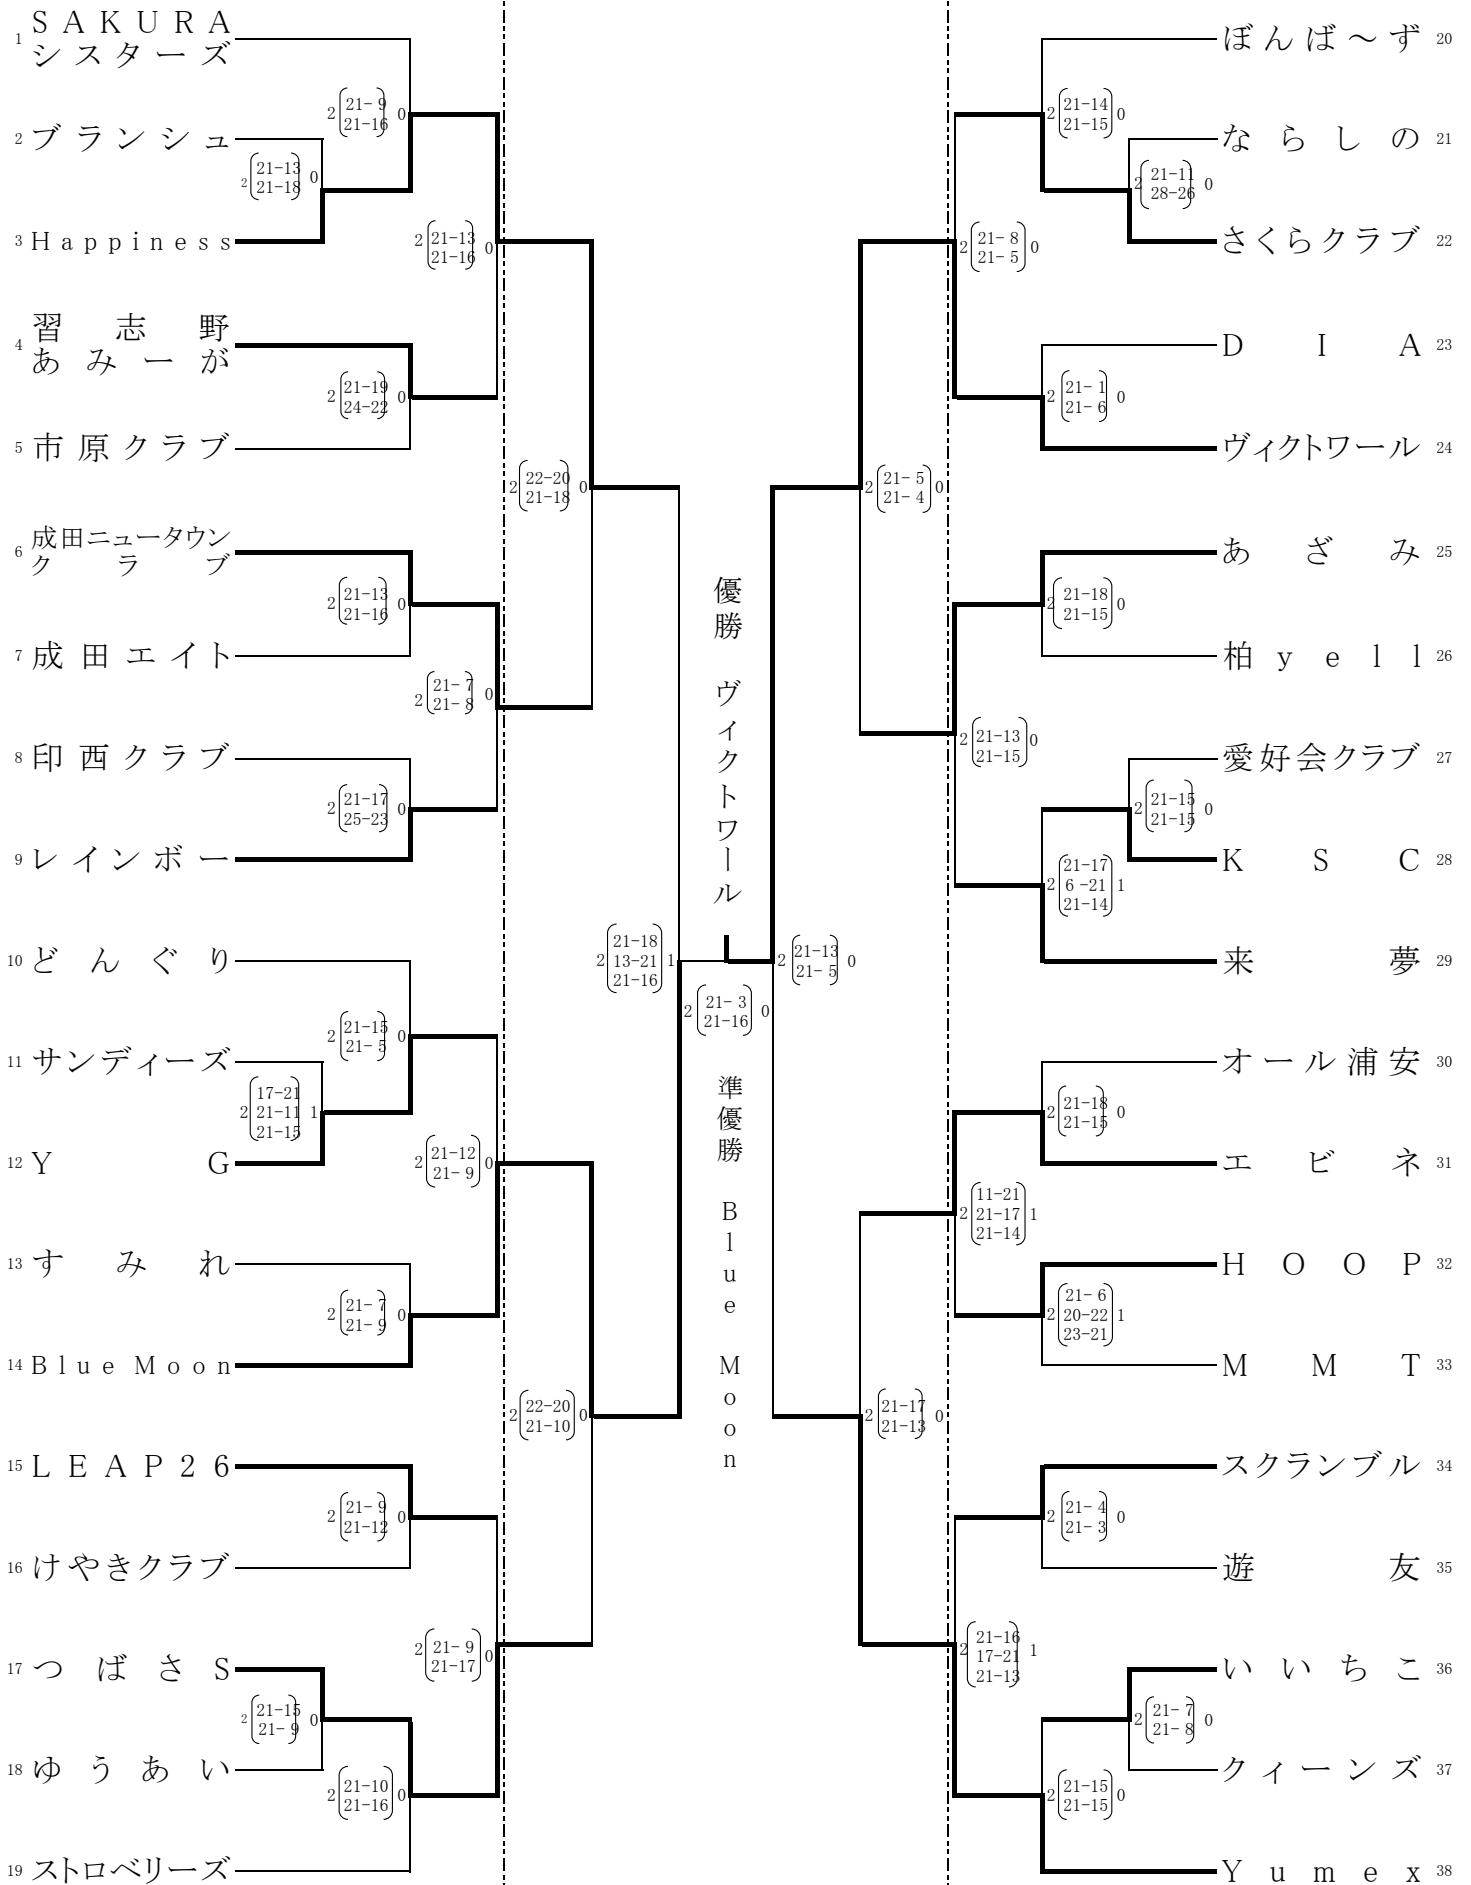 1 SAKURA
シスターズ
2 ブランシュ
3 Happiness
4 習志野
あみーが
5 市原クラブ
6 成田ニュータウン
クラブ
7 成田エイト
8 印西クラブ
9 レインボー
10 どんぐり
11 サンディーズ
12 YG
13 すみれ
14 Blue Moon
15 LEAP26
16 けやきクラブ
17 つばさS
18 ゆうあい
19 ストロベリーズ
2 21-9 0
21-16
2 21-13 0
21-18
2 21-19 0
24-22
2 21-13 0
21-16
2 21-17 0
25-23
2 21-15 0
21-5
2 17-21 1
21-11
21-15
2 21-7 0
21-9
2 21-9 0
21-12
2 21-15 0
21-9
2 21-10 0
21-16
2 21-13 0
21-16
2 21-7 0
21-8
2 21-12 0
21-9
2 21-9 0
21-17
2 22-20 0
21-18
2 22-20 0
21-10
2 21-18 1
13-21
21-16
優勝 ヴィクトワール
2 21-3 0
21-16
準優勝 Blue Moon
2 21-13 0
21-5
2 21-5 0
21-4
2 21-17 0
21-13
2 21-8 0
21-5
2 21-13 0
21-15
2 11-21 1
21-17
21-14
2 21-16 1
17-21
21-13
2 21-14 0
21-15
2 21-11 0
28-26
2 21-1 0
21-6
2 21-18 0
21-15
2 21-15 0
21-15
2 21-17 1
6-21
21-14
2 21-18 0
21-15
2 21-6 1
20-22
23-21
2 21-4 0
21-3
2 21-7 0
21-8
2 21-15 0
21-15
ぼんば～ず 20
ならしの 21
さくらクラブ 22
DIA 23
ヴィクトワール 24
あざみ 25
柏yell 26
愛好会クラブ 27
KSC 28
来夢 29
オール浦安 30
エビネ 31
HOOP 32
MMT 33
スクランブル 34
遊友 35
いいちこ 36
クィーンズ 37
Yumex 38